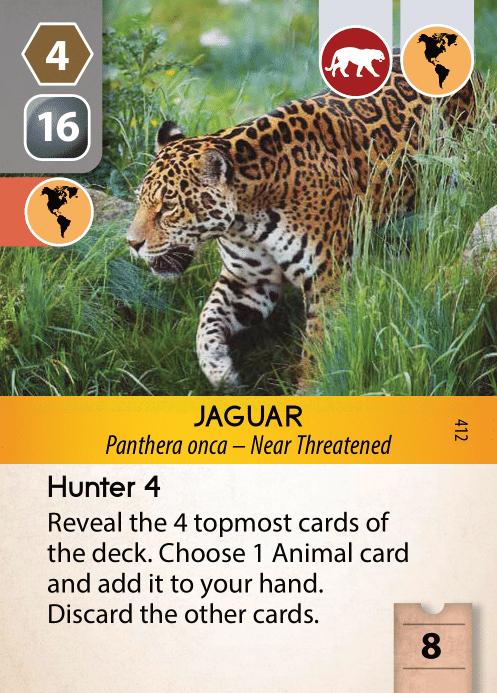 4
16
JAGUAR
Panthera onca – Near Threatened
412
Hunter 4
Reveal the 4 topmost cards of
the deck. Choose 1 Animal card
and add it to your hand.
Discard the other cards.
8